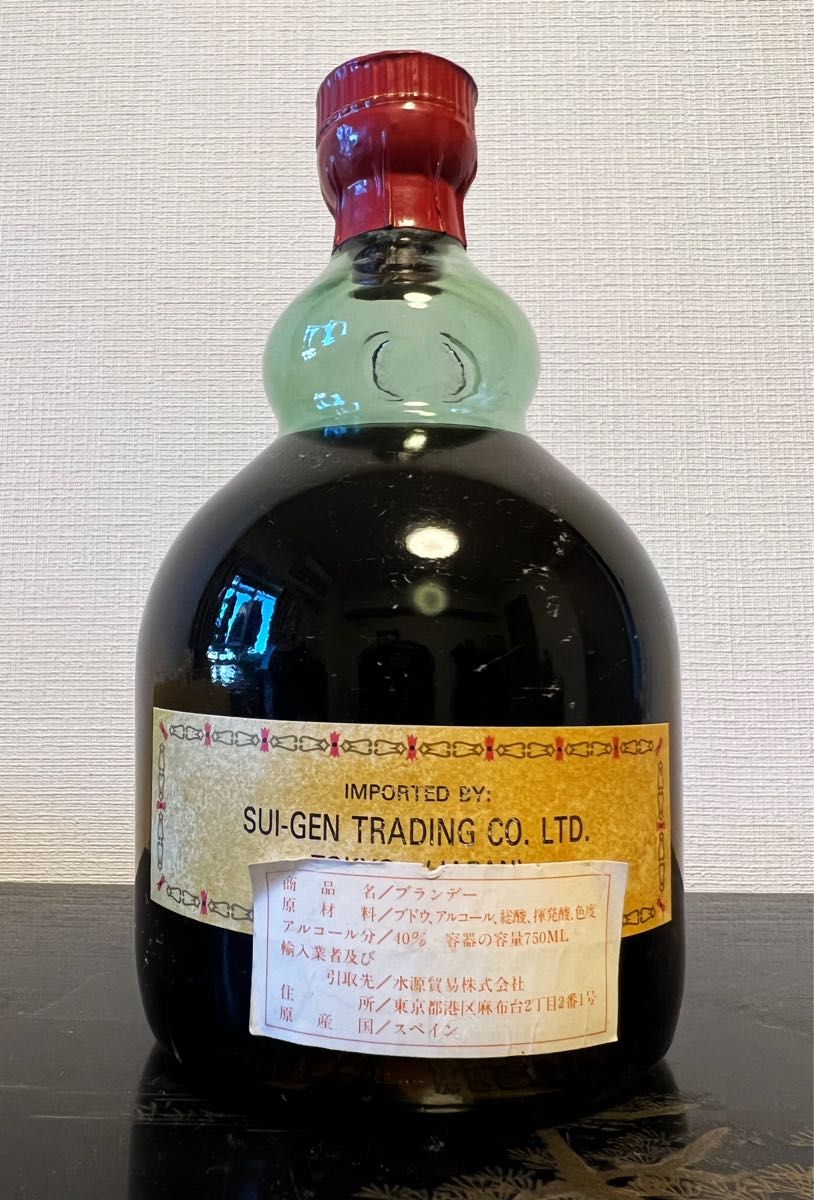 IMPORTED BY:
SUI-GEN TRADING CO. LTD.
商品名/ブランデー
原材料/ブドウ、アルコール、総酸、揮発酸、色度
アルコール分/40% 容器の容量750ML
輸入業者及び
引取先/水源貿易株式会社
住所/東京都港区麻布台2丁目2番1号
原産国/スペイン